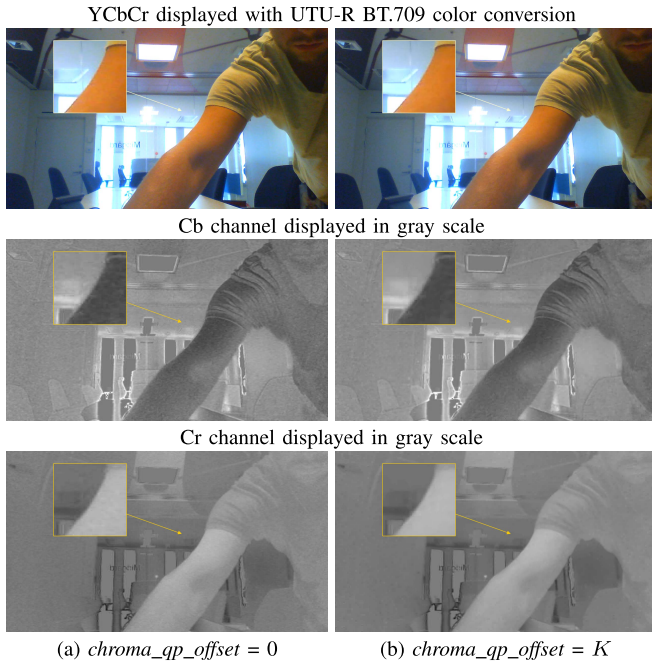 YCbCr displayed with UTU-R BT.709 color conversion
Cb channel displayed in gray scale
Cr channel displayed in gray scale
(a) chroma_qp_offset = 0
(b) chroma_qp_offset = K